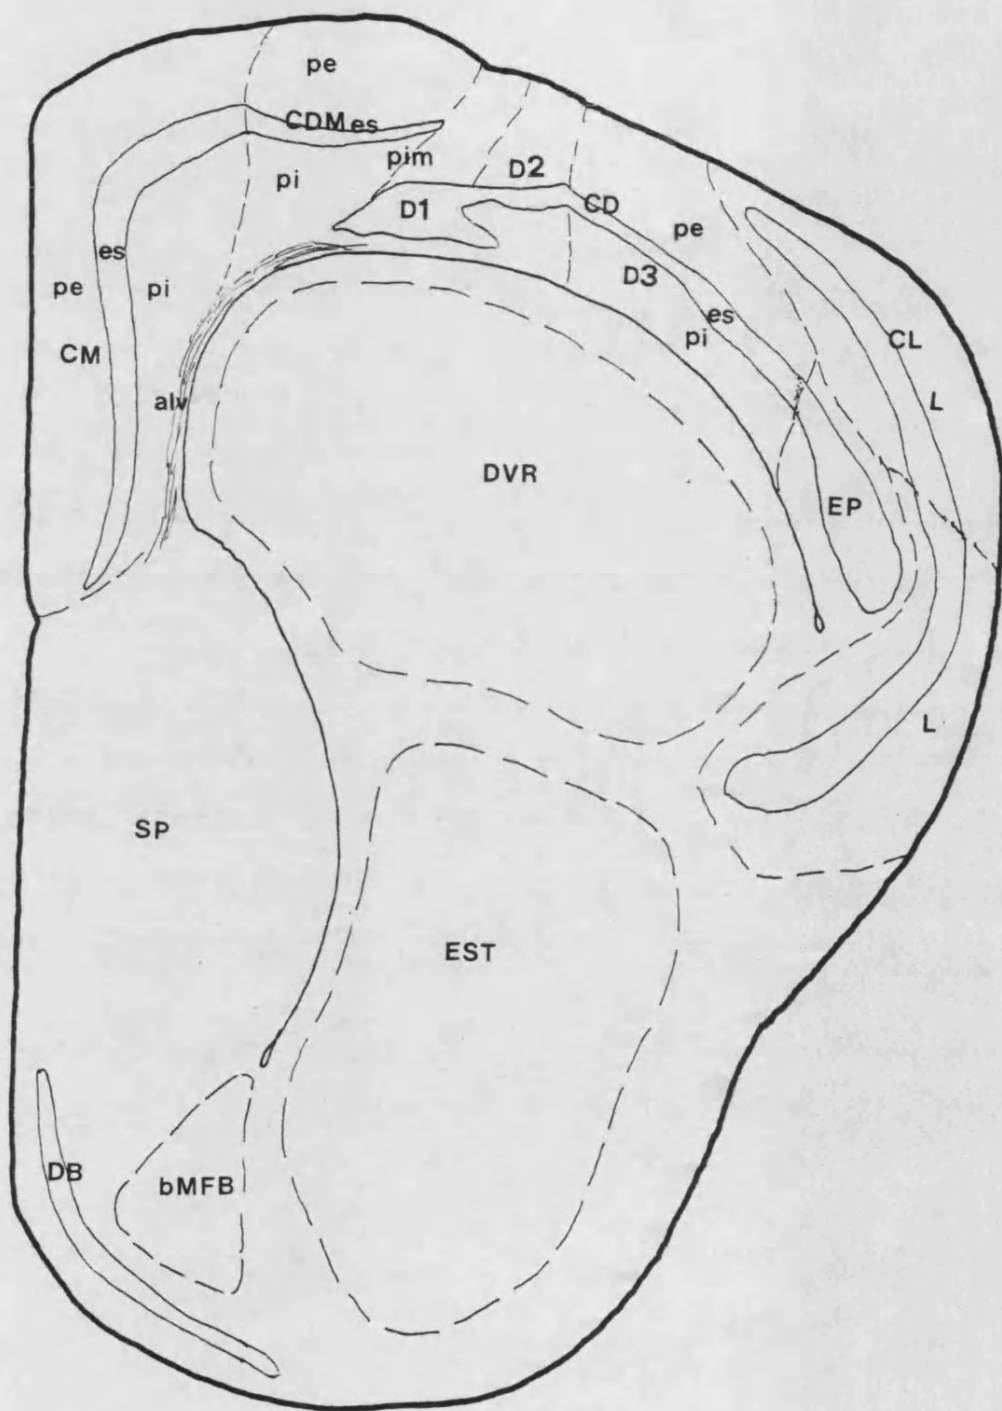 pe
CDM es
pim
pi
D2
D1
CD
pe
es
D3
es
pe
pi
pi
CL
CM
L
alv
DVR
EP
L
SP
EST
DB
bMFB